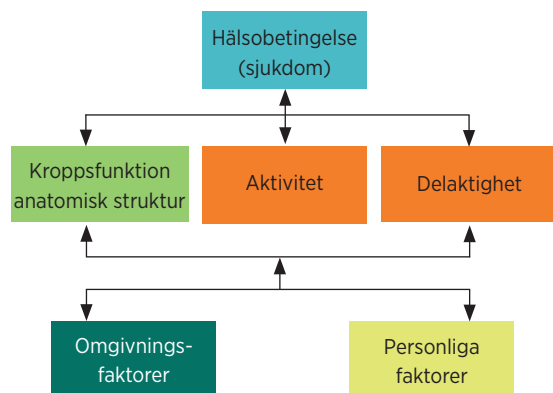 Hälsobetingelse
(sjukdom)
Kroppsfunktion
anatomisk struktur
Aktivitet
Delaktighet
Omgivnings-
faktorer
Personliga
faktorer